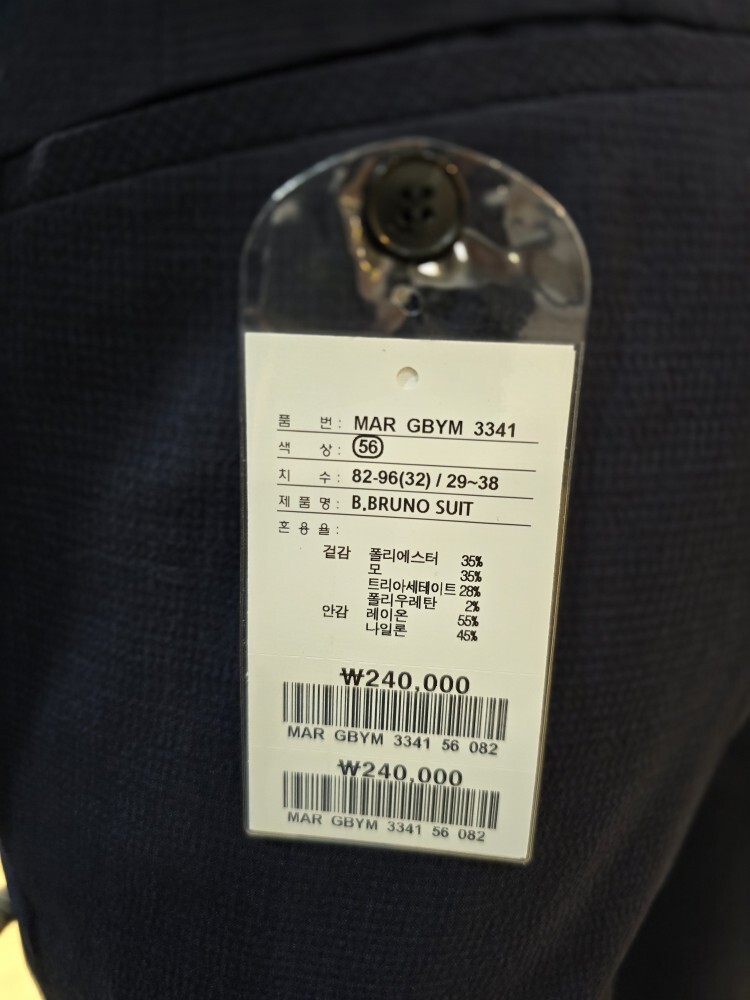 품 번 : MAR GBYM 3341
색 상 : 56
치 수 : 82-96(32) / 29~38
제 품 명 : B.BRUNO SUIT
혼 용 율 :
겉감 폴리에스터 35%
모 35%
트리아세테이트 28%
폴리우레탄 2%
안감 레이온 55%
나일론 45%
₩240,000
MAR GBYM 3341 56 082
₩240,000
MAR GBYM 3341 56 082